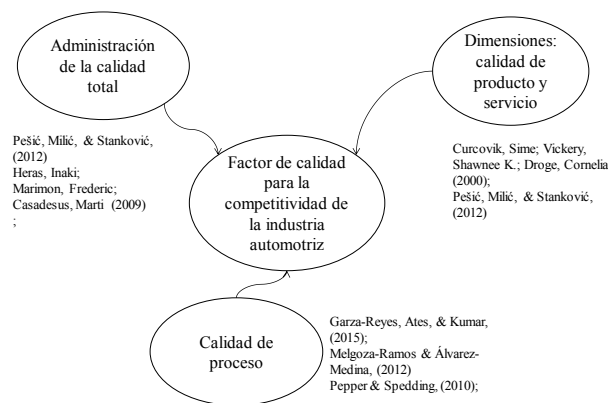 Administración
de la calidad
total
Dimensiones:
calidad de
producto y
servicio
Pešić, Milić, & Stanković,
(2012)
Heras, Inaki;
Marimon, Frederic;
Casadesus, Marti (2009)
;
Factor de calidad
para la
competitividad de
la industria
automotriz
Curcovik, Sime; Vickery,
Shawnee K.; Droge, Cornelia
(2000);
Pešić, Milić, & Stanković,
(2012)
Calidad de
proceso
Garza-Reyes, Ates, & Kumar,
(2015);
Melgoza-Ramos & Álvarez-
Medina, (2012)
Pepper & Spedding, (2010);